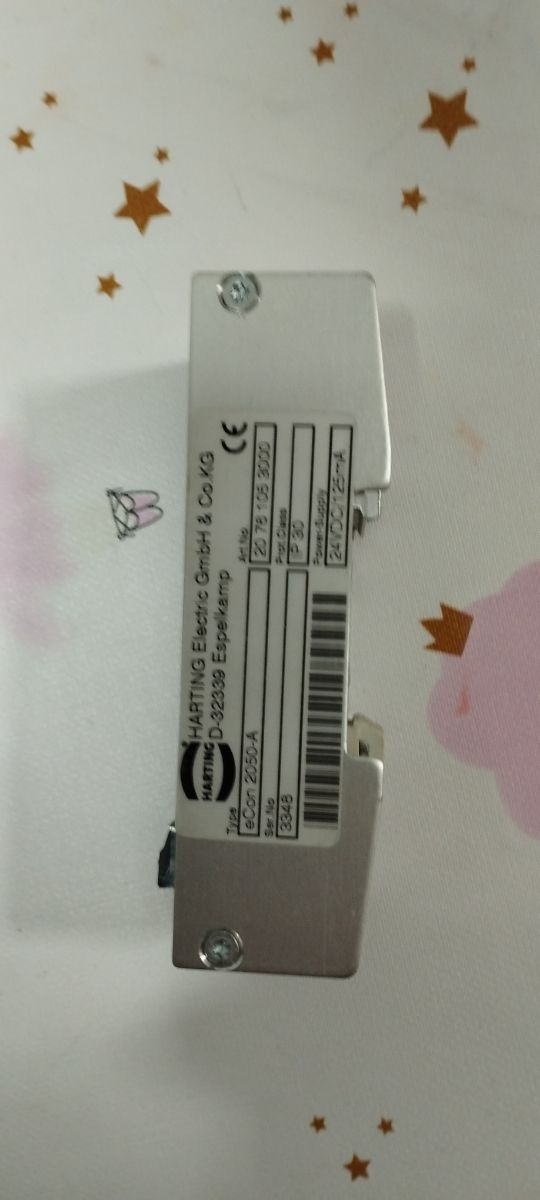 HARTING
HARTING Electric GmbH & Co.KG
D-32339 Espelkamp
CE
Type
eCon 2050-A
Art.No
20 76 105 3000
Ser.No
3348
Prot.Class
IP 30
Power-Supply
24VDC/125mA